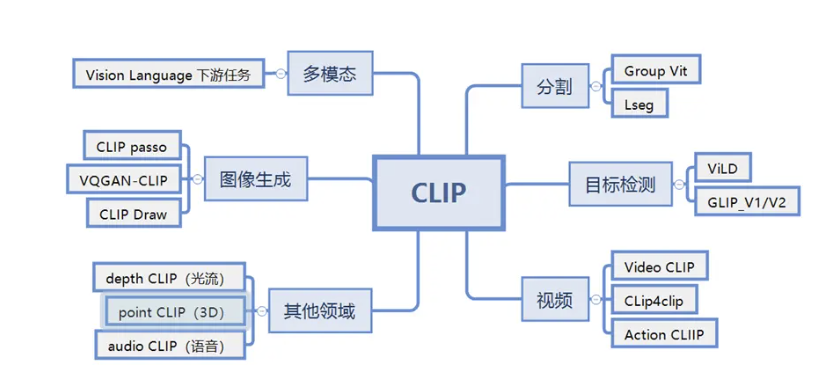 Vision Language 下游任务
多模态
CLIP passo
VQGAN-CLIP
CLIP Draw
图像生成
depth CLIP（光流）
point CLIP（3D）
audio CLIP（语音）
其他领域
CLIP
分割
Group Vit
Lseg
目标检测
ViLD
GLIP_V1/V2
视频
Video CLIP
CLip4clip
Action CLIIP